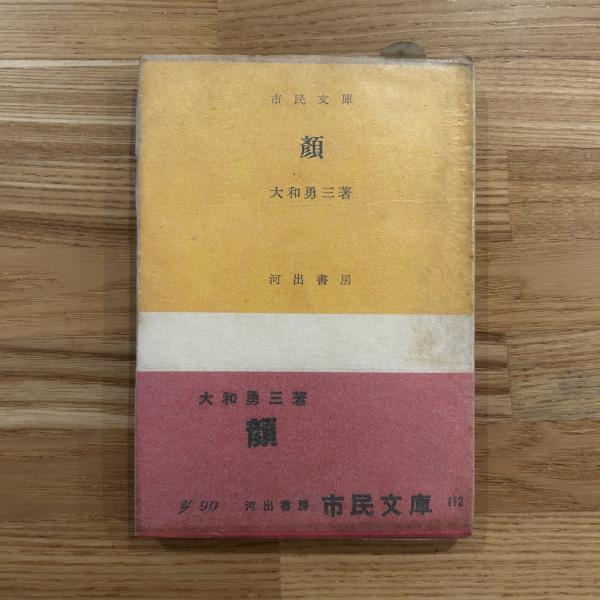 市民文庫
顏
大和勇三著
河出書房
大和勇三著
顔
90 河出書房 市民文庫 112